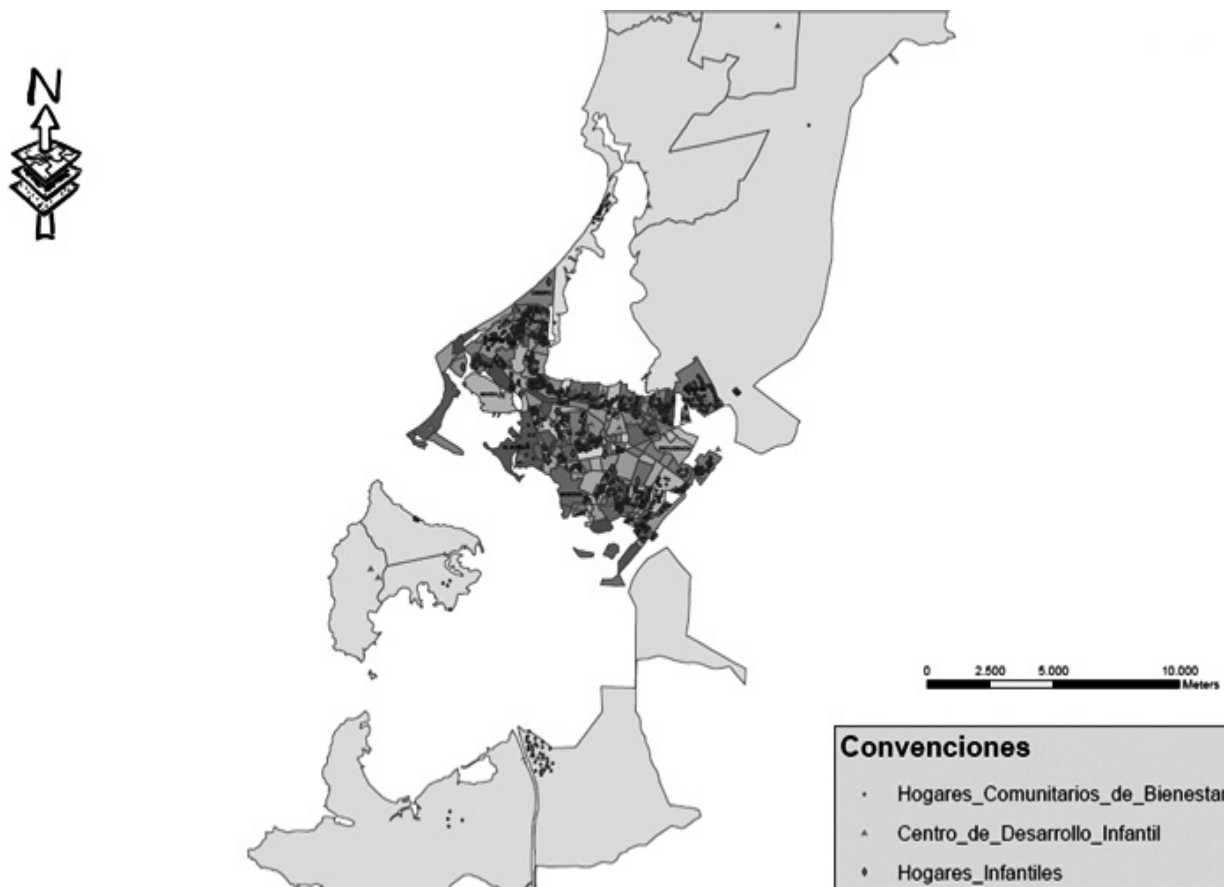 N
0 2.500 5.000 10.000
Meters
Convenciones
Hogares_Comunitarios_de_Bienestar
Centro_de_Desarrollo_Infantil
Hogares_Infantiles